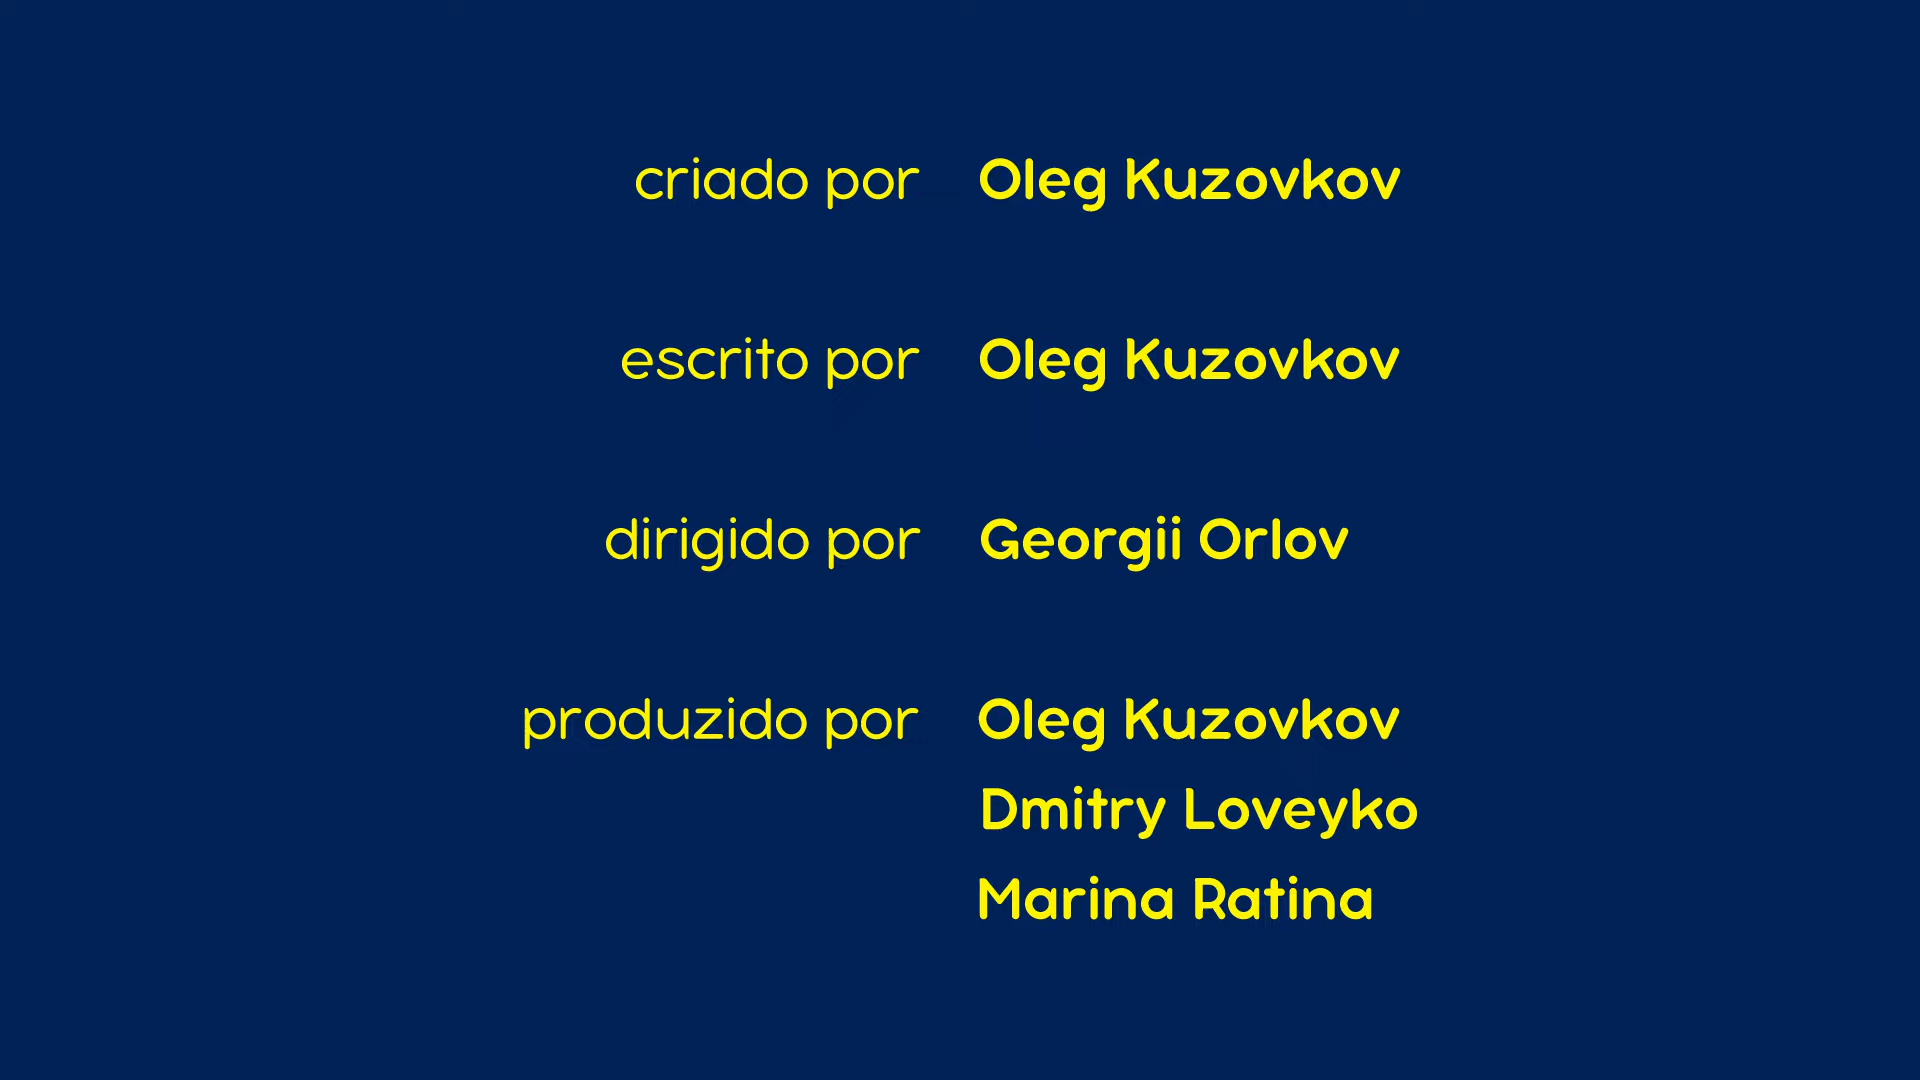 criado por Oleg Kuzovkov
escrito por Oleg Kuzovkov
dirigido por Georgii Orlov
produzido por Oleg Kuzovkov
Dmitry Loveyko
Marina Ratina